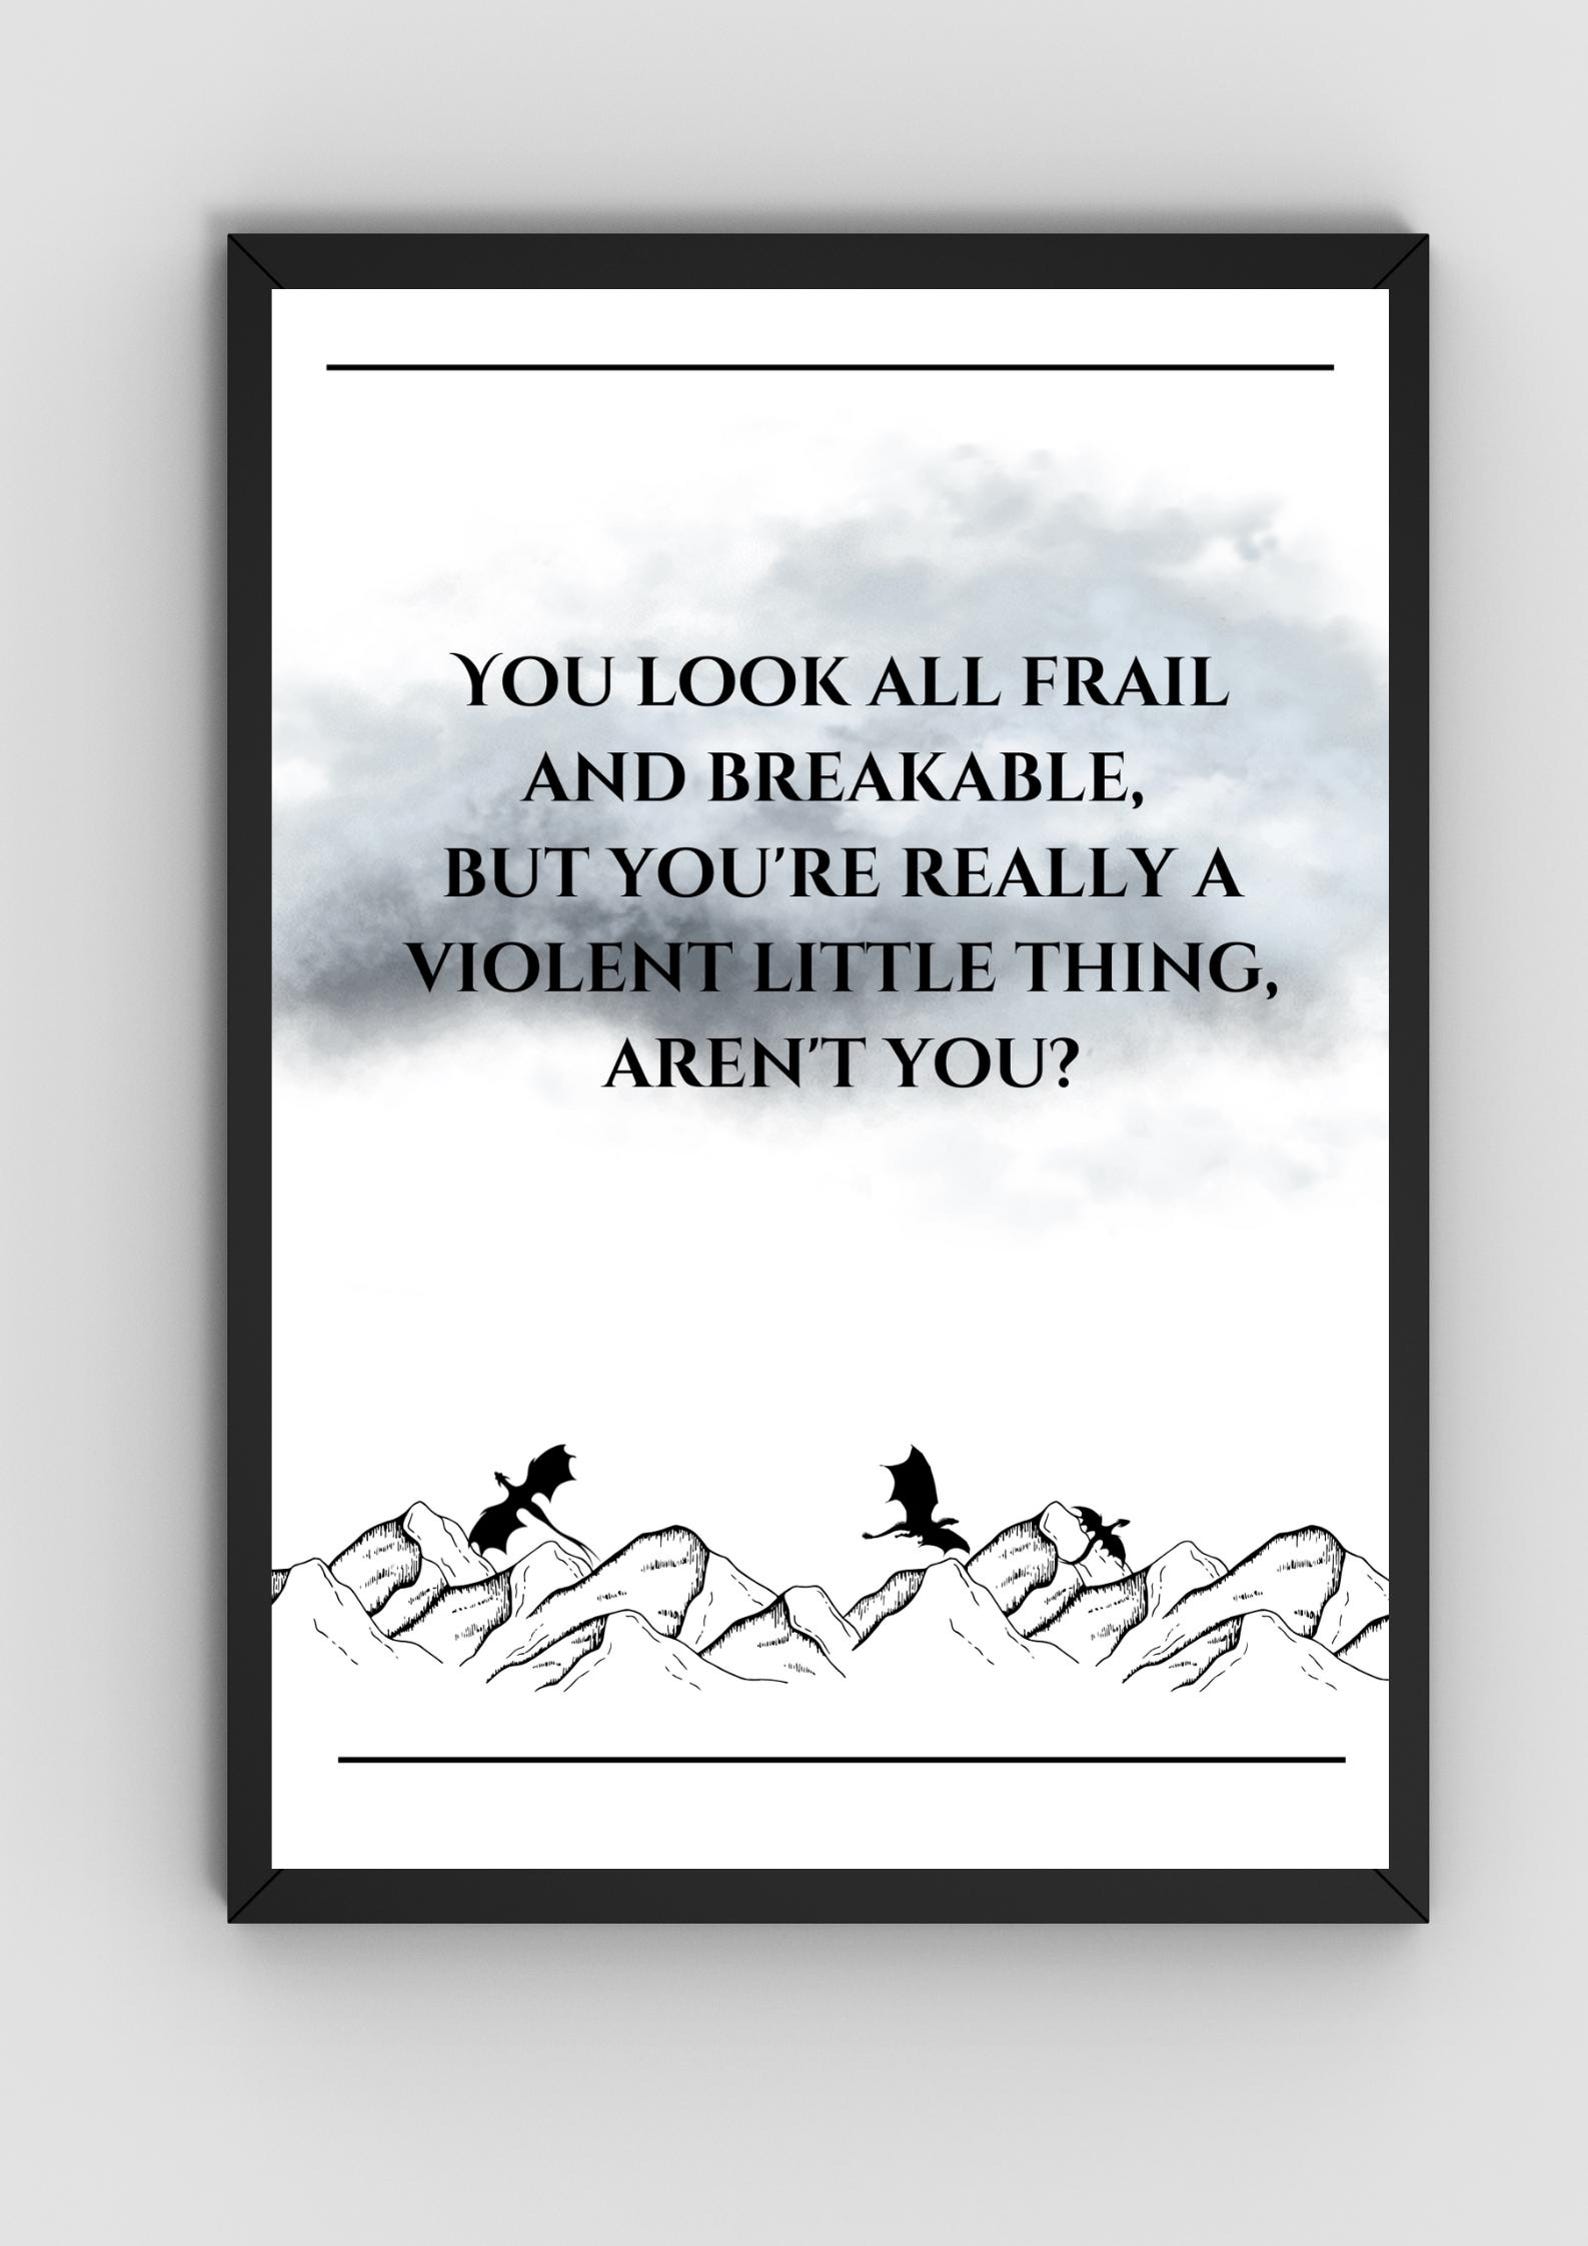 YOU LOOK ALL FRAIL
AND BREAKABLE,
BUT YOU'RE REALLY A
VIOLENT LITTLE THING,
AREN'T YOU?